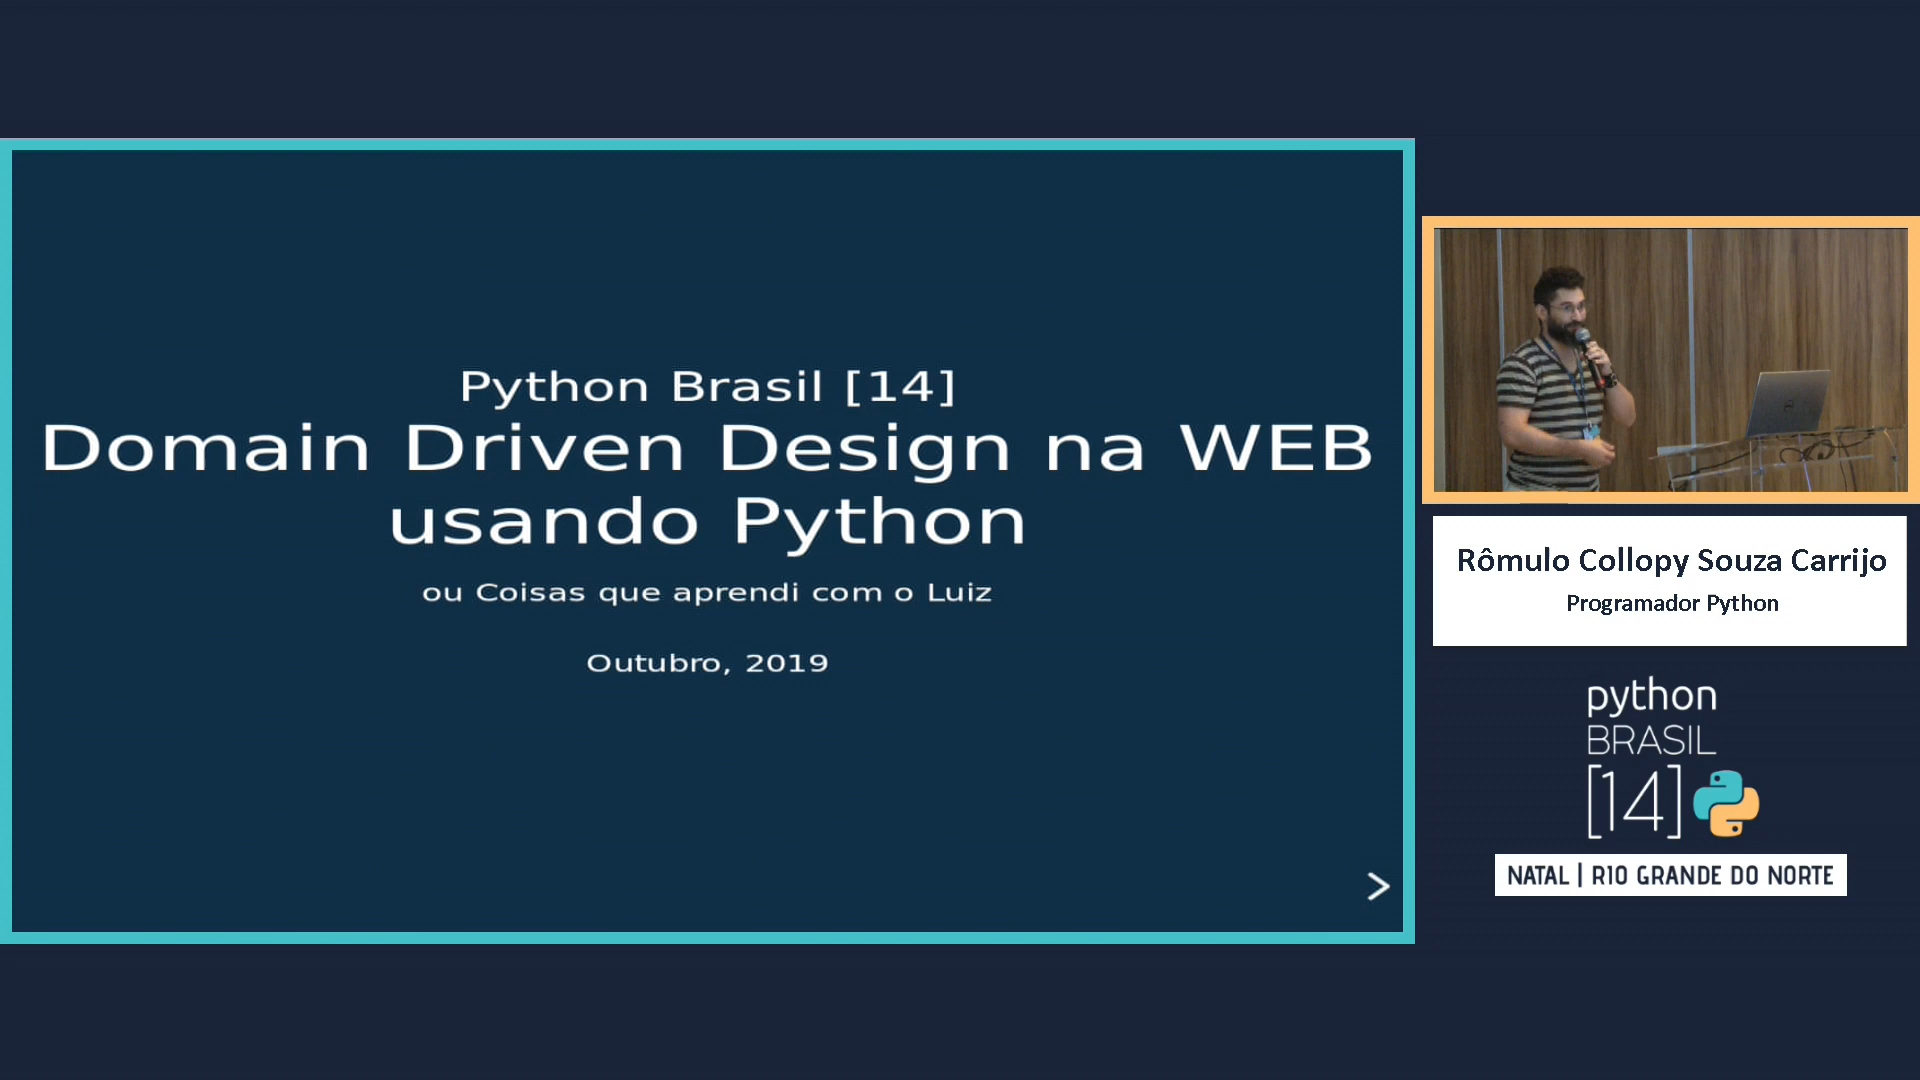 Python Brasil [14]
Domain Driven Design na WEB
usando Python
ou Coisas que aprendi com o Luiz
Outubro, 2019
>
Rômulo Collopy Souza Carrijo
Programador Python
python
BRASIL
[14]
NATAL | RIO GRANDE DO NORTE